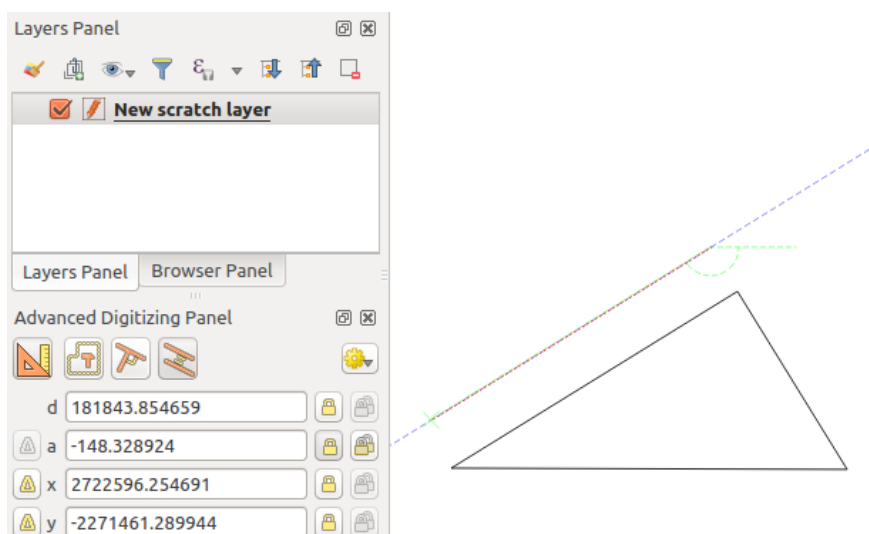 Layers Panel
New scratch layer
Layers Panel
Browser Panel
Advanced Digitizing Panel
d 181843.854659
a -148.328924
x 2722596.254691
y -2271461.289944